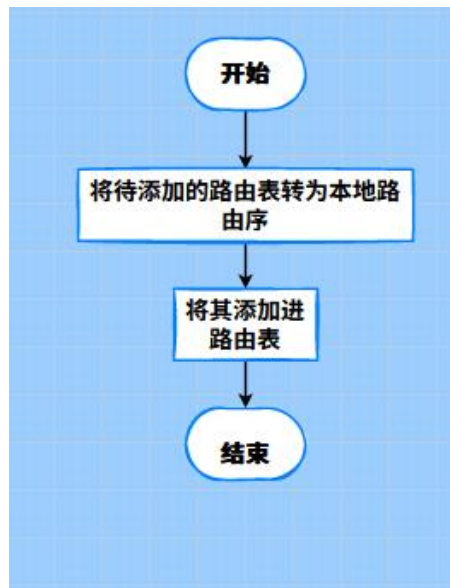 开始
将待添加的路由表转为本地路
由序
将其添加进
路由表
结束